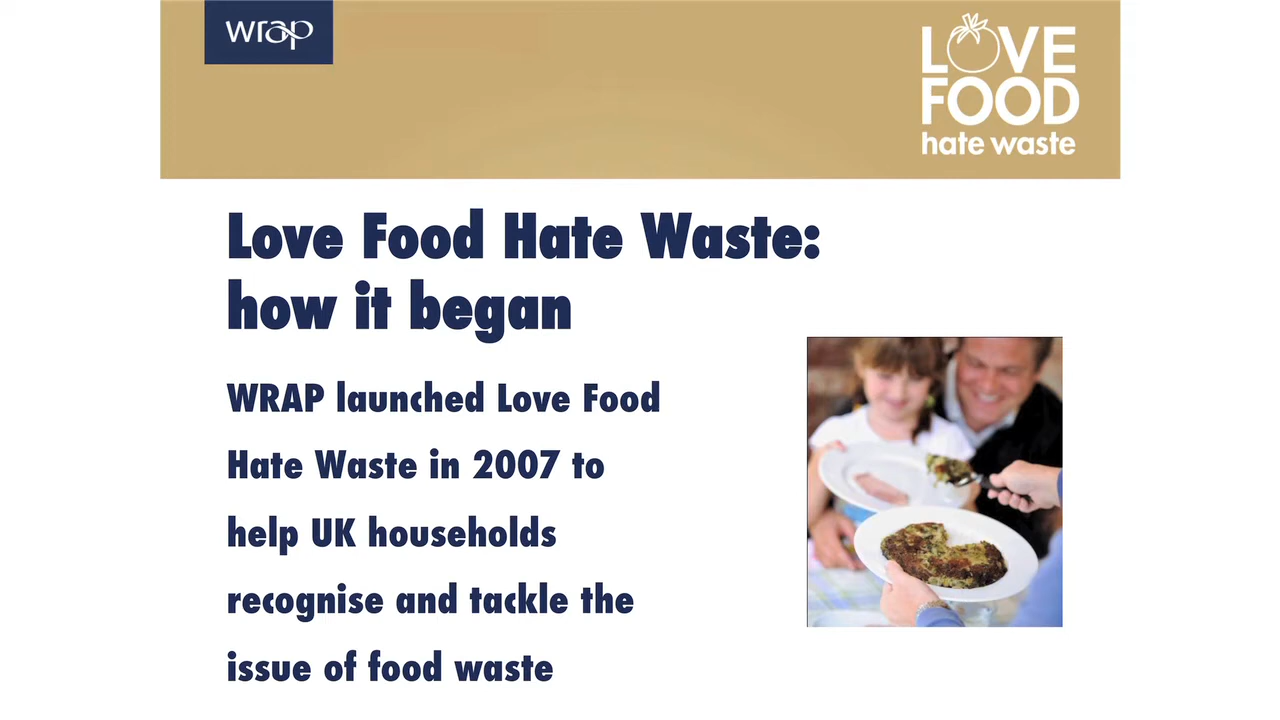 wrap
LOVE
FOOD
hate waste
Love Food Hate Waste:
how it began
WRAP launched Love Food
Hate Waste in 2007 to
help UK households
recognise and tackle the
issue of food waste